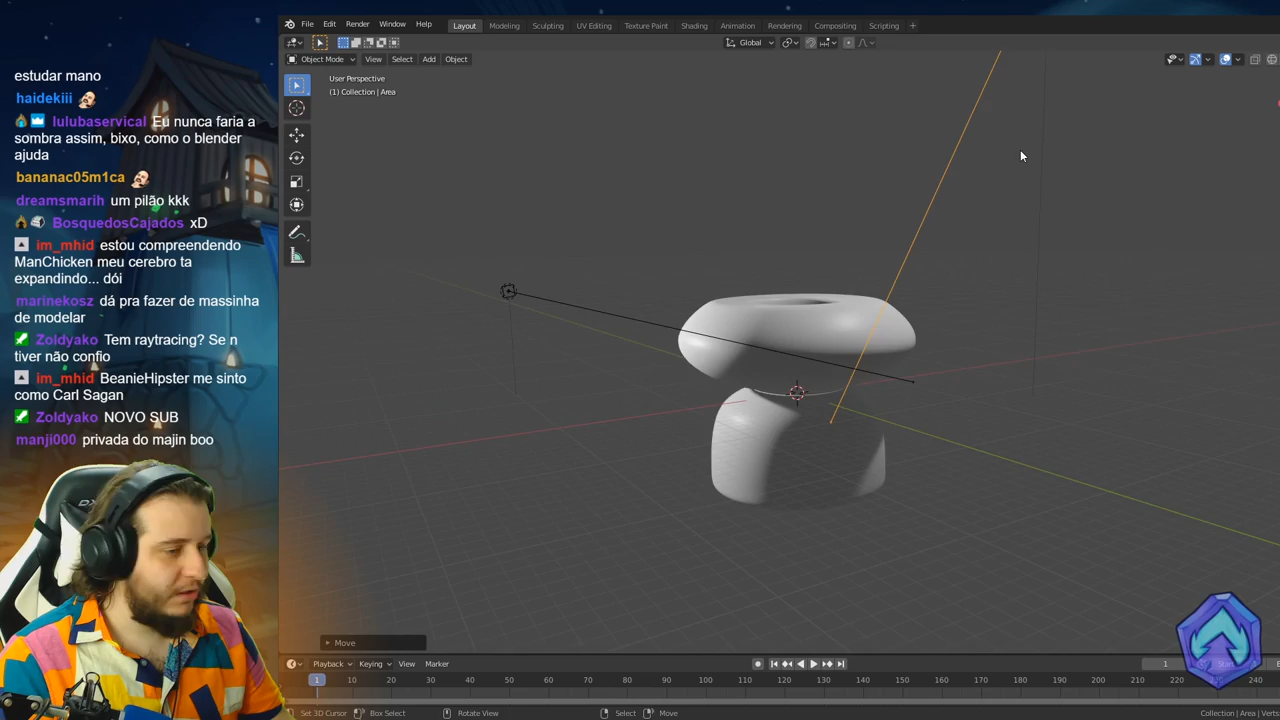 File Edit Render Window Help
Layout Modeling Sculpting UV Editing Texture Paint Shading Animation Rendering Compositing Scripting +
Global
Object Mode View Select Add Object
User Perspective
(1) Collection | Area
estudar mano
haidekiii
lulubaservical Eu nunca faria a
sombra assim, bixo, como o blender
ajuda
bananac05m1ca
dreamsmarih um pilão kkk
BosquedosCajados xD
im_mhid estou compreendendo
ManChicken meu cerebro ta
expandindo... dói
marinekosz dá pra fazer de massinha
de modelar
Zoldyako Tem raytracing? Se n
tiver não confio
im_mhid BeanieHipster me sinto
como Carl Sagan
Zoldyako NOVO SUB
manji000 privada do majin boo
Move
Playback Keying View Marker
1
1 10 20 30 40 50 60 70 80 90 100 110 120 130 140 150 160 170 180 190 200 210 220 230 240
Set 3D Cursor Box Select Rotate View Select Move
Collection | Area | Verts